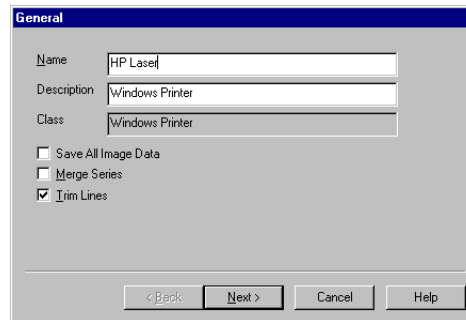 General
Name HP Laser
Description Windows Printer
Class Windows Printer
Save All Image Data
Merge Series
Trim Lines
< Back Next > Cancel Help